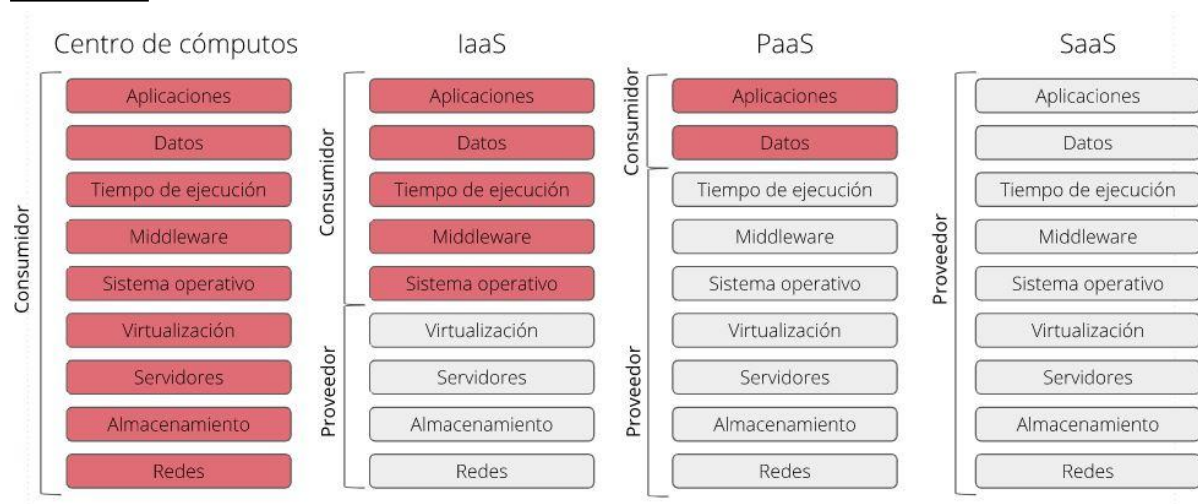 Centro de cómputos
Consumidor
Aplicaciones
Datos
Tiempo de ejecución
Middleware
Sistema operativo
Virtualización
Servidores
Almacenamiento
Redes
IaaS
Consumidor
Aplicaciones
Datos
Tiempo de ejecución
Middleware
Sistema operativo
Proveedor
Virtualización
Servidores
Almacenamiento
Redes
PaaS
Consumidor
Aplicaciones
Datos
Proveedor
Tiempo de ejecución
Middleware
Sistema operativo
Virtualización
Servidores
Almacenamiento
Redes
SaaS
Proveedor
Aplicaciones
Datos
Tiempo de ejecución
Middleware
Sistema operativo
Virtualización
Servidores
Almacenamiento
Redes